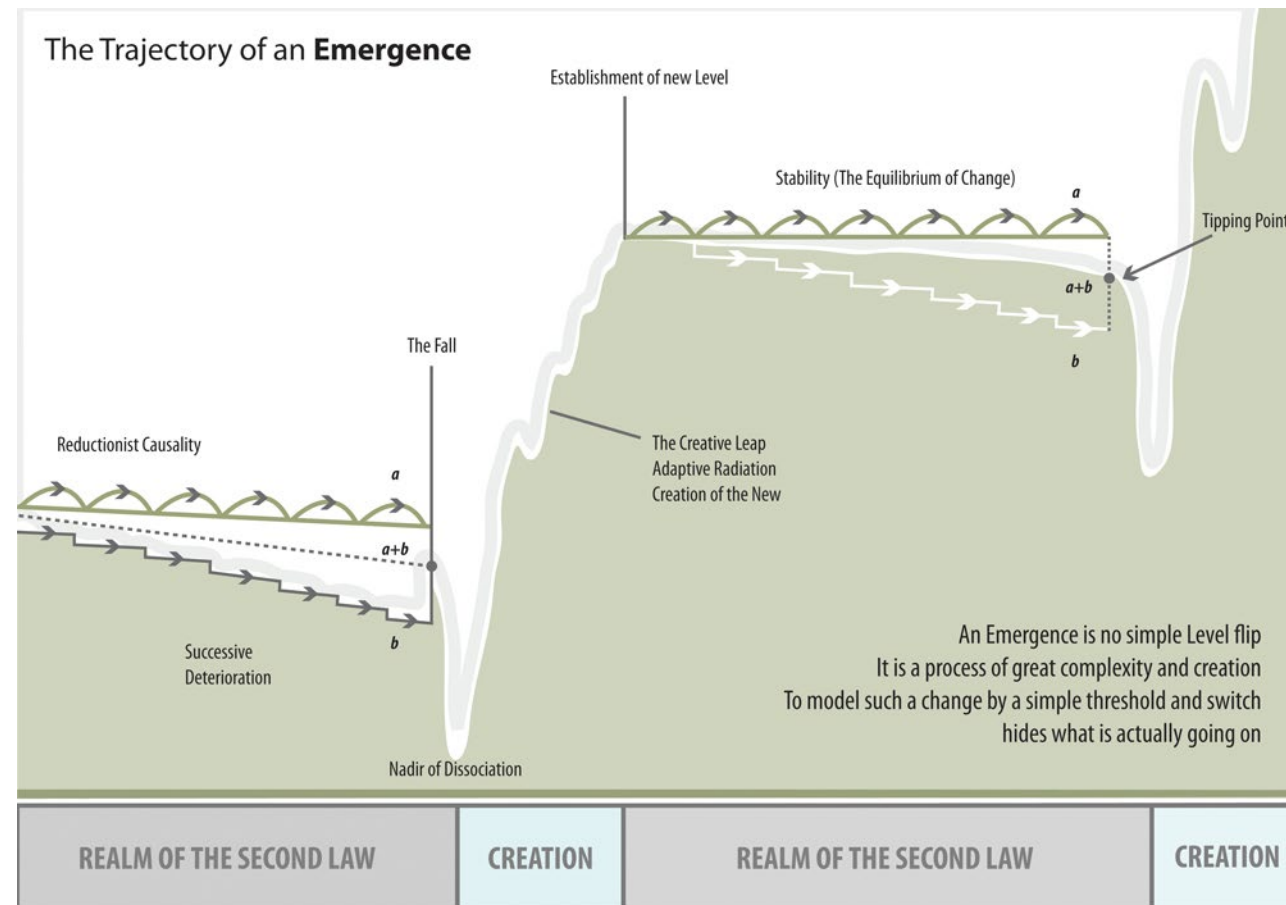 The Trajectory of an Emergence
Establishment of new Level
Stability (The Equilibrium of Change)
a
Tipping Point
a+b
b
The Fall
Reductionist Causality
a
The Creative Leap
Adaptive Radiation
Creation of the New
a+b
b
Successive
Deterioration
An Emergence is no simple Level flip
It is a process of great complexity and creation
To model such a change by a simple threshold and switch
hides what is actually going on
Nadir of Dissociation
REALM OF THE SECOND LAW
CREATION
REALM OF THE SECOND LAW
CREATION